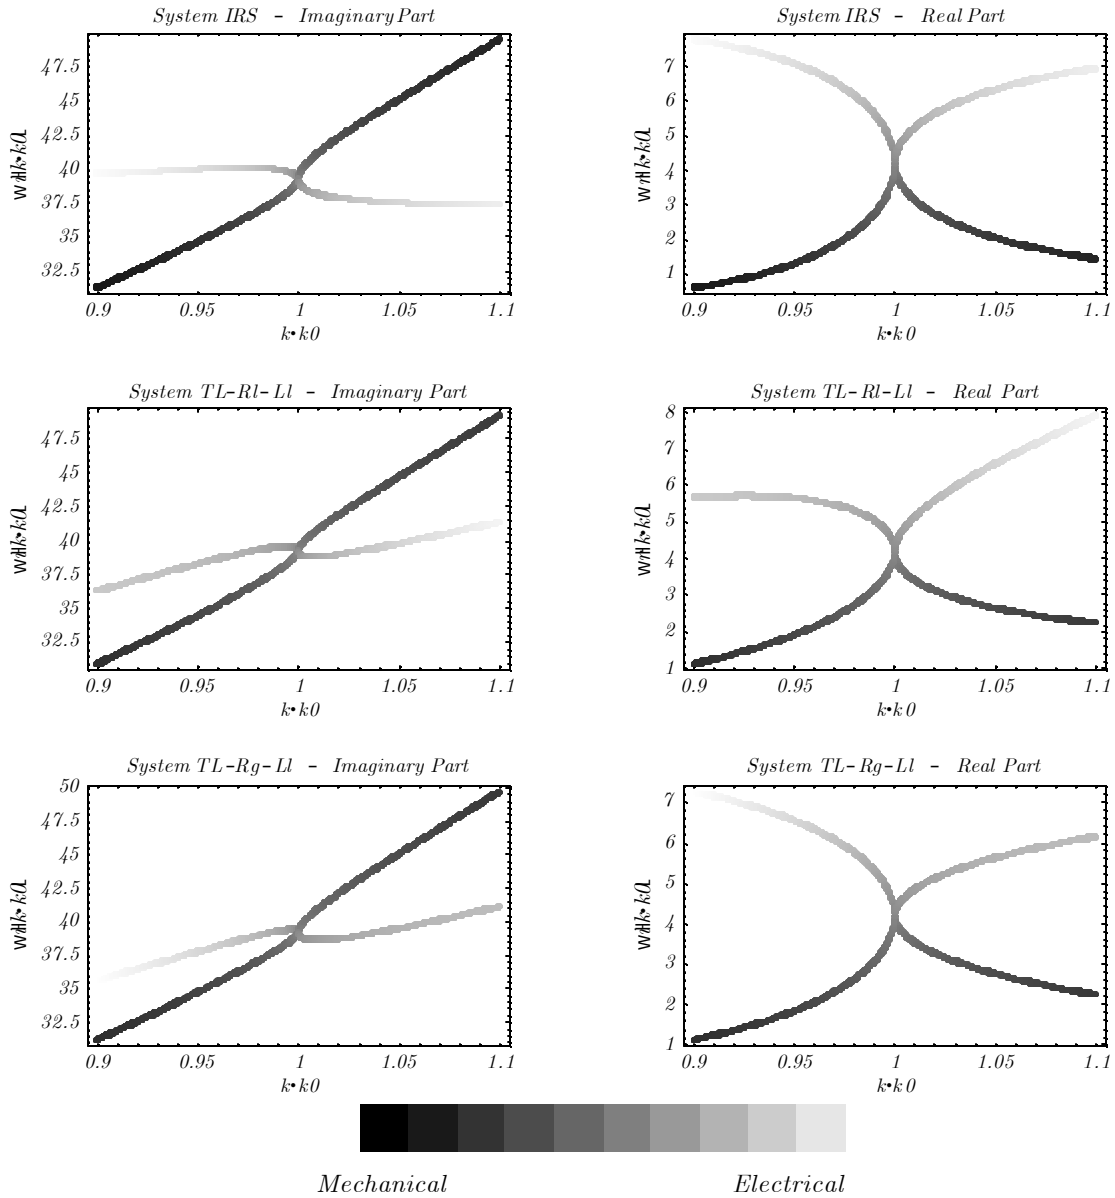 System IRS - Imaginary Part
System IRS - Real Part
47.5
45
42.5
40
37.5
35
32.5
0.9 0.95 1 1.05 1.1
k•k0
7
6
5
4
3
2
1
0.9 0.95 1 1.05 1.1
k•k0
System TL-Rl-Ll - Imaginary Part
System TL-Rl-Ll - Real Part
47.5
45
42.5
40
37.5
35
32.5
0.9 0.95 1 1.05 1.1
k•k0
8
7
6
5
4
3
2
1
0.9 0.95 1 1.05 1.1
k•k0
System TL-Rg-Ll - Imaginary Part
System TL-Rg-Ll - Real Part
50
47.5
45
42.5
40
37.5
35
32.5
0.9 0.95 1 1.05 1.1
k•k0
7
6
5
4
3
2
1
0.9 0.95 1 1.05 1.1
k•k0
Mechanical Electrical